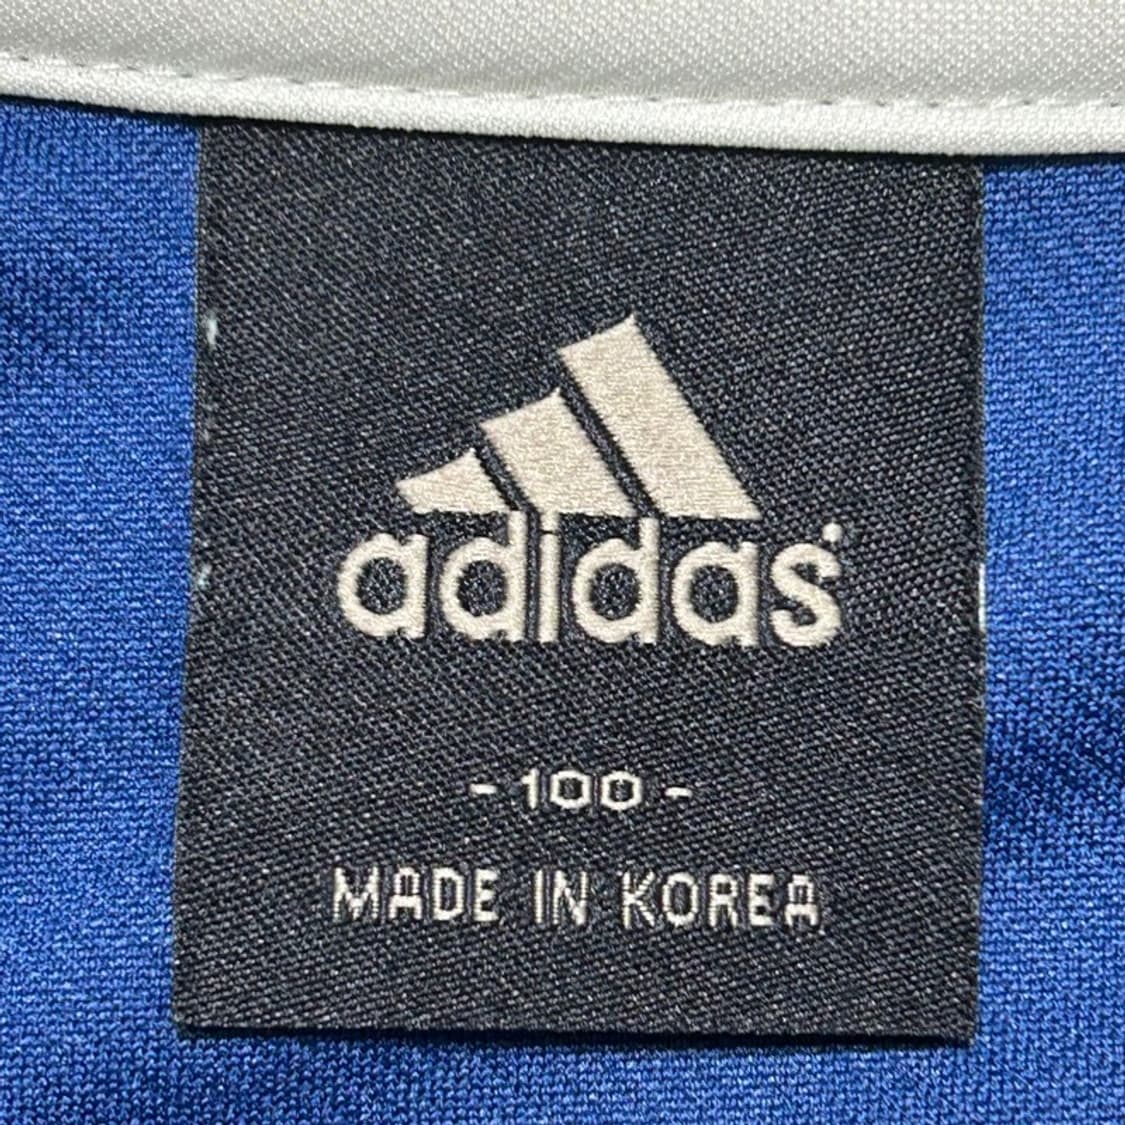 adidas
- 100 -
MADE IN KOREA